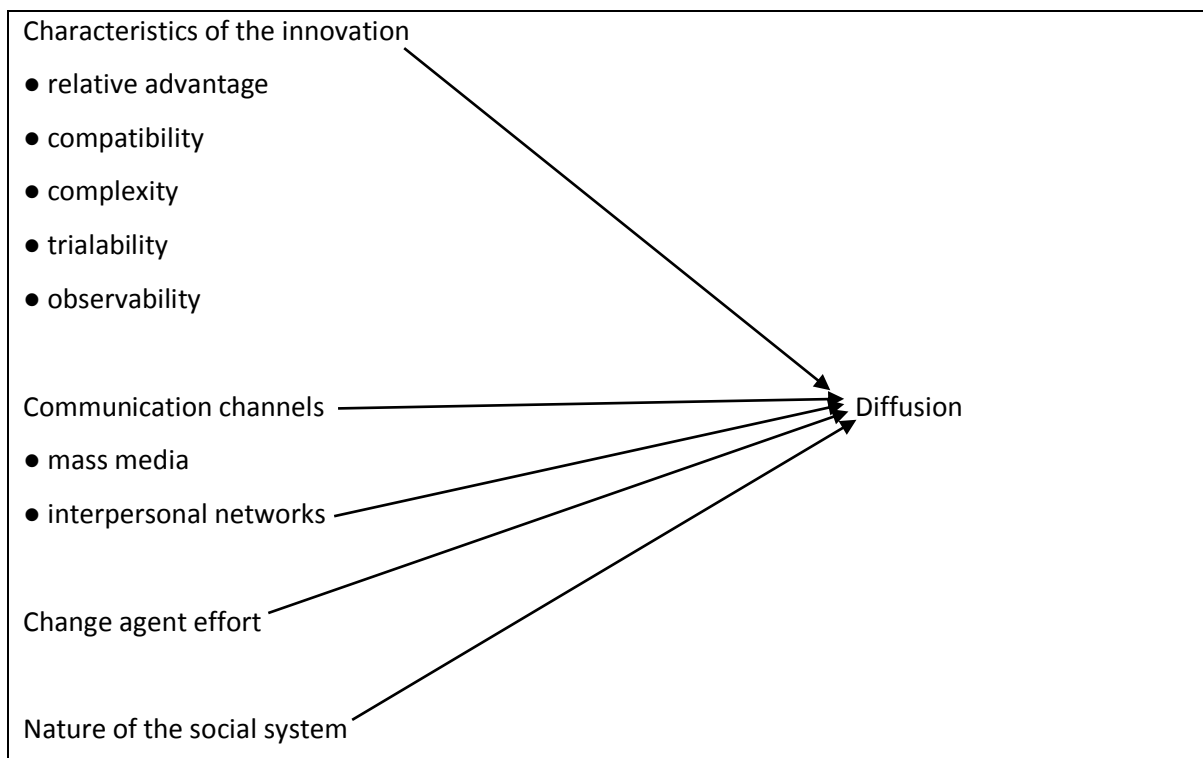 Characteristics of the innovation
● relative advantage
● compatibility
● complexity
● trialability
● observability
Communication channels
Diffusion
● mass media
● interpersonal networks
Change agent effort
Nature of the social system